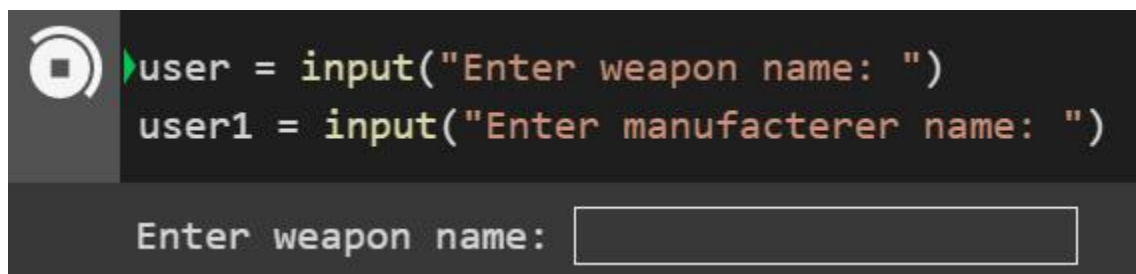 user = input("Enter weapon name: ")
user1 = input("Enter manufacterer name: ")
Enter weapon name: